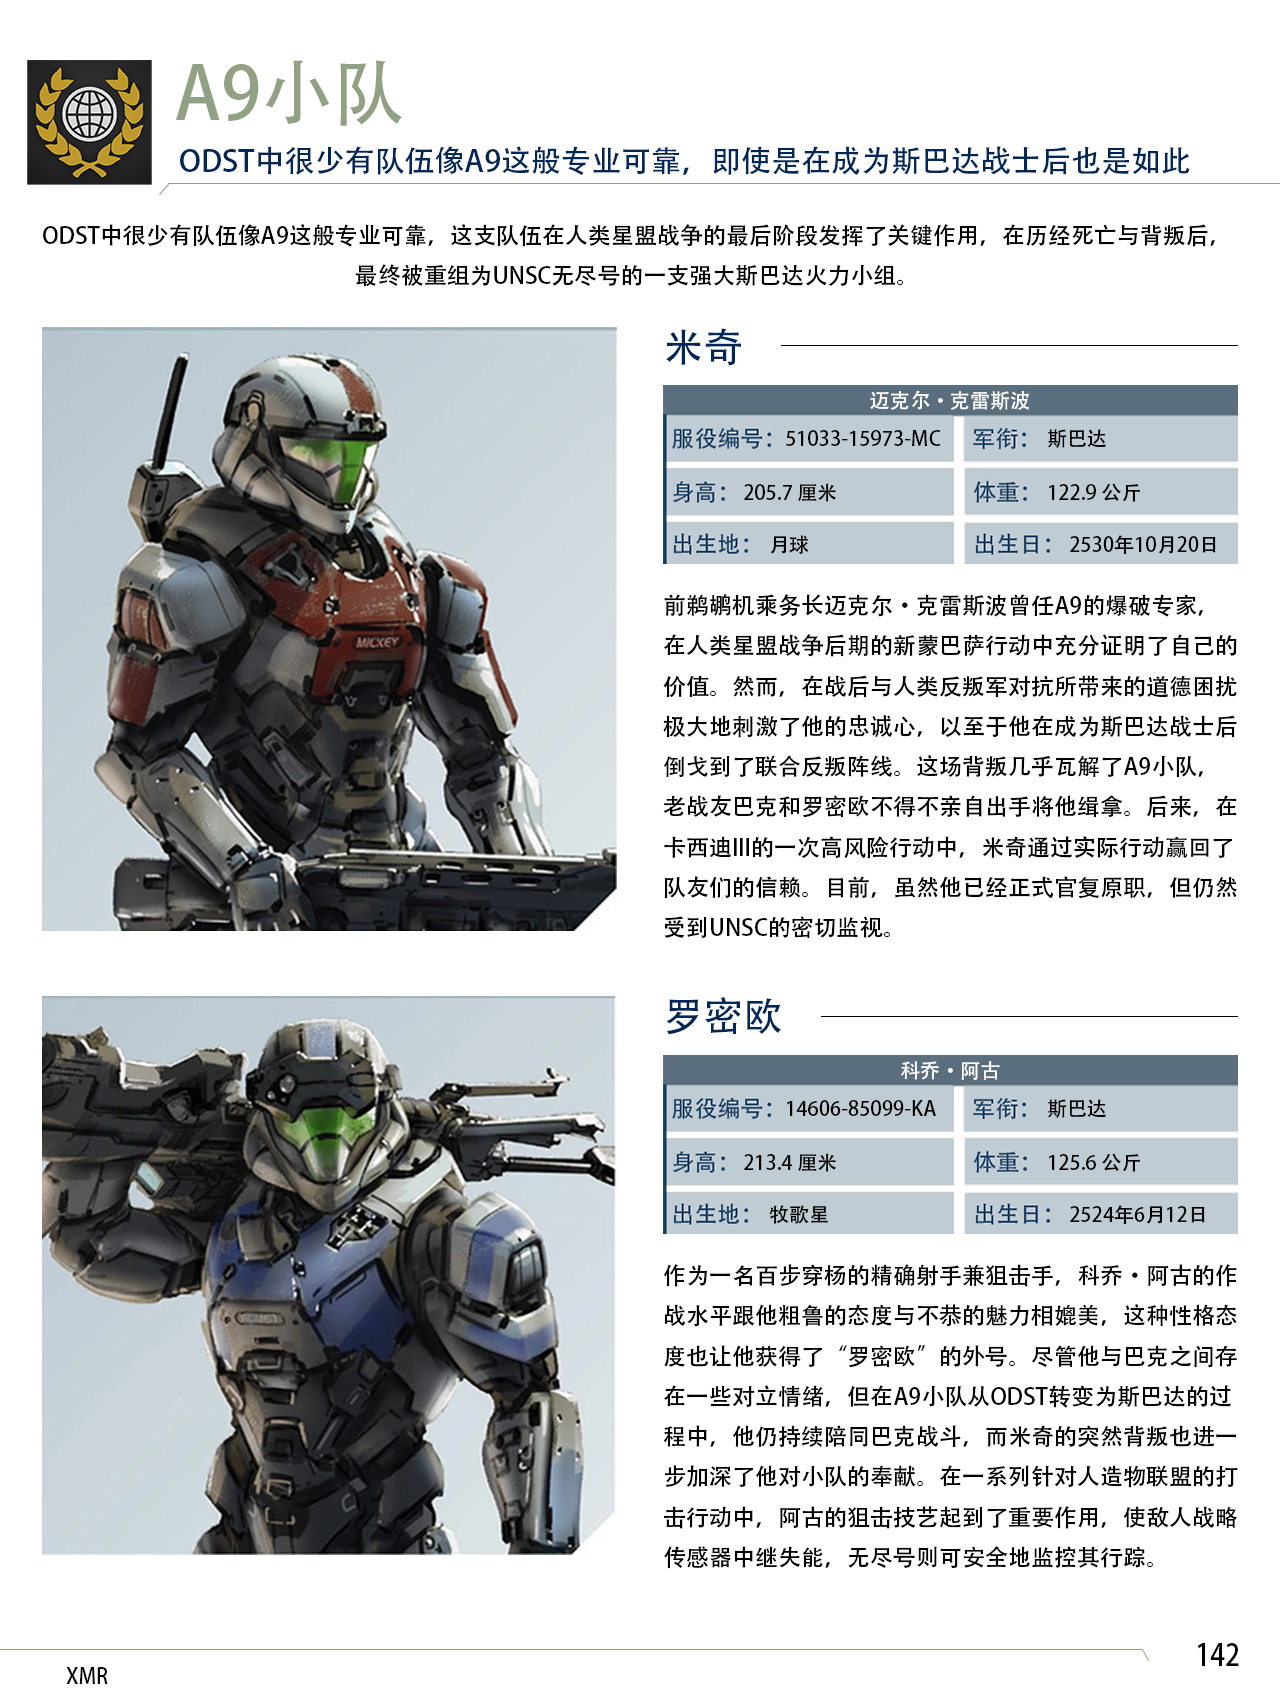 A9小队
ODST中很少有队伍像A9这般专业可靠，即使是在成为斯巴达战士后也是如此
ODST中很少有队伍像A9这般专业可靠，这支队伍在人类星盟战争的最后阶段发挥了关键作用，在历经死亡与背叛后，
最终被重组为UNSC无尽号的一支强大斯巴达火力小组。
米奇
迈克尔·克雷斯波
服役编号：51033-15973-MC 军衔：斯巴达
身高：205.7 厘米 体重：122.9 公斤
出生地：月球 出生日：2530年10月20日
前鹈鹕机乘务长迈克尔·克雷斯波曾任A9的爆破专家，
在人类星盟战争后期的新蒙巴萨行动中充分证明了自己的
价值。然而，在战后与人类反叛军对抗所带来的道德困扰
极大地刺激了他的忠诚心，以至于他在成为斯巴达战士后
倒戈到了联合反叛阵线。这场背叛几乎瓦解了A9小队，
老战友巴克和罗密欧不得不亲自出手将他缉拿。后来，在
卡西迪III的一次高风险行动中，米奇通过实际行动赢回了
队友们的信赖。目前，虽然他已经正式官复原职，但仍然
受到UNSC的密切监视。
MICKEY
罗密欧
科乔·阿古
服役编号：14606-85099-KA 军衔：斯巴达
身高：213.4 厘米 体重：125.6 公斤
出生地：牧歌星 出生日：2524年6月12日
作为一名百步穿杨的精确射手兼狙击手，科乔·阿古的作
战水平跟他粗鲁的态度与不恭的魅力相媲美，这种性格态
度也让他获得了“罗密欧”的外号。尽管他与巴克之间存
在一些对立情绪，但在A9小队从ODST转变为斯巴达的过
程中，他仍持续陪同巴克战斗，而米奇的突然背叛也进一
步加深了他对小队的奉献。在一系列针对人造物联盟的打
击行动中，阿古的狙击技艺起到了重要作用，使敌人战略
传感器中继失能，无尽号则可安全地监控其行踪。
142
XMR